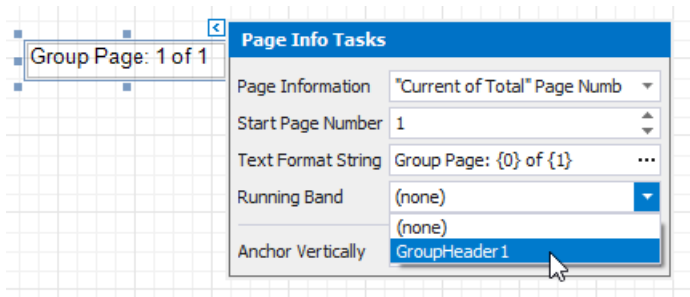 Group Page: 1 of 1
Page Info Tasks
Page Information "Current of Total" Page Numb
Start Page Number 1
Text Format String Group Page: {0} of {1} ...
Running Band (none)
(none)
Anchor Vertically GroupHeader1